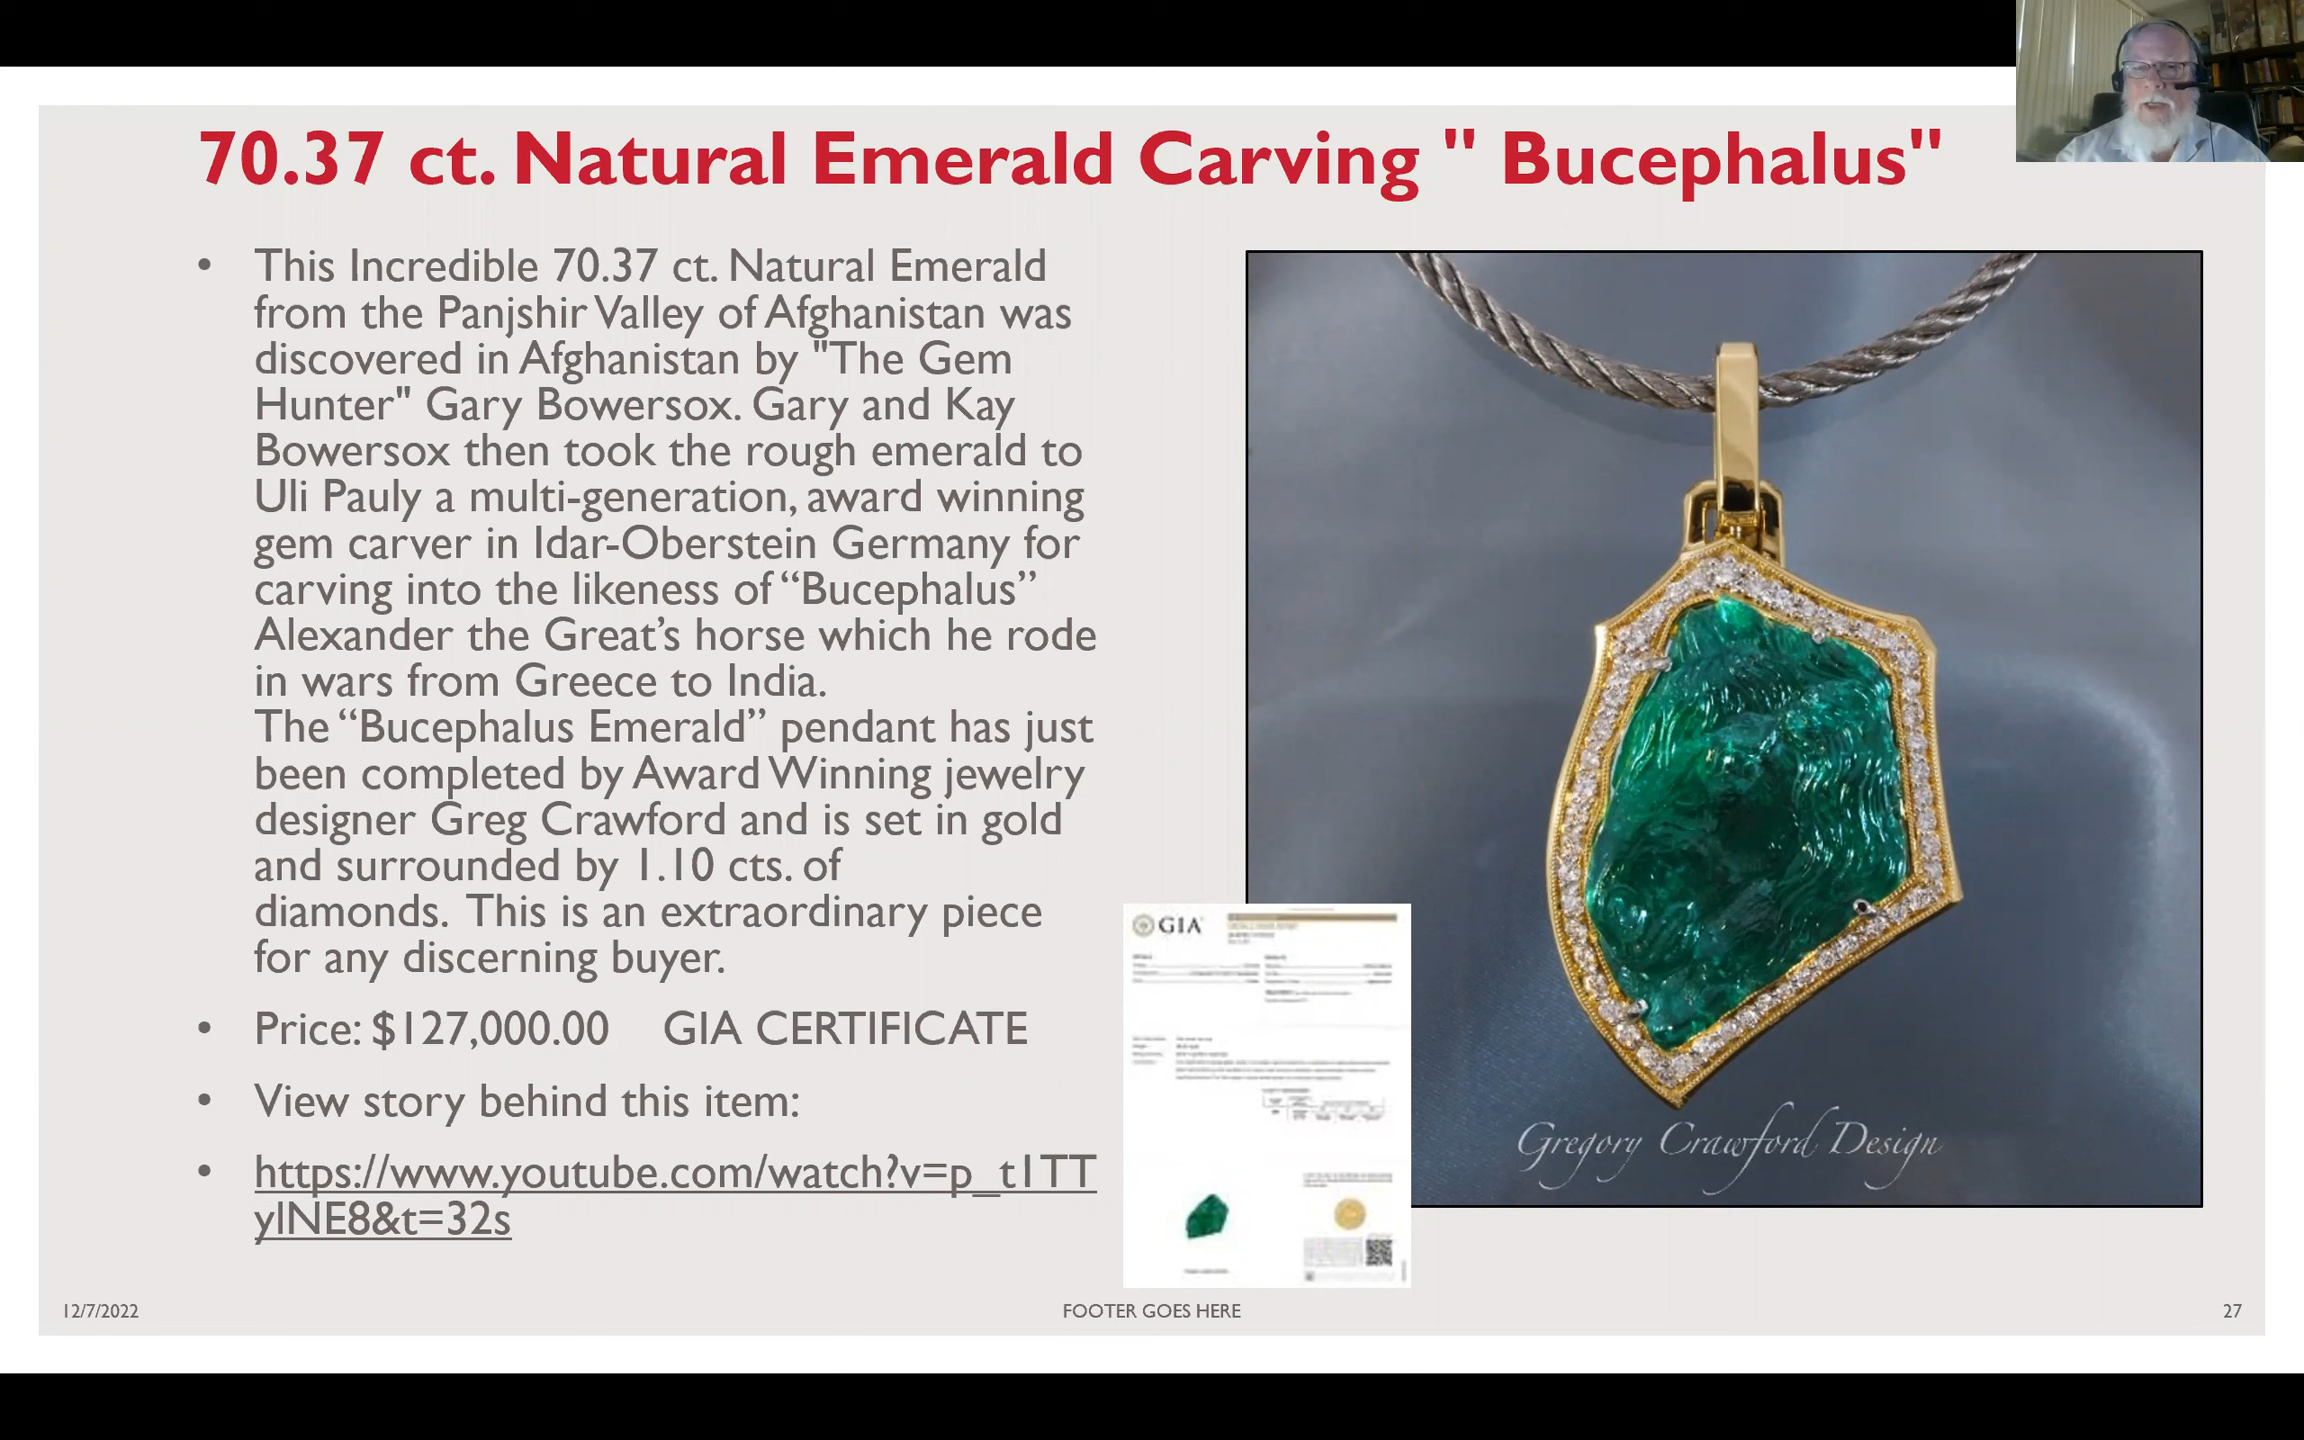 70.37 ct. Natural Emerald Carving " Bucephalus"
• This Incredible 70.37 ct. Natural Emerald
from the Panjshir Valley of Afghanistan was
discovered in Afghanistan by "The Gem
Hunter" Gary Bowersox. Gary and Kay
Bowersox then took the rough emerald to
Uli Pauly a multi-generation, award winning
gem carver in Idar-Oberstein Germany for
carving into the likeness of “Bucephalus”
Alexander the Great’s horse which he rode
in wars from Greece to India.
The “Bucephalus Emerald” pendant has just
been completed by Award Winning jewelry
designer Greg Crawford and is set in gold
and surrounded by 1.10 cts. of
diamonds. This is an extraordinary piece
for any discerning buyer.
• Price: $127,000.00 GIA CERTIFICATE
• View story behind this item:
• https://www.youtube.com/watch?v=p_t1TT
ylNE8&t=32s
GIA
Gregory Crawford Design
12/7/2022
FOOTER GOES HERE
27